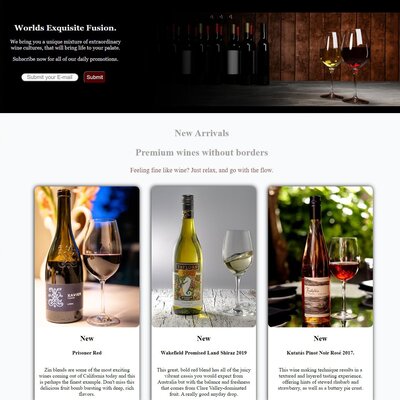 Worlds Exquisite Fusion.
We bring you a unique mixture of extraordinary
wine cultures, that will bring life to your palate.
Subscribe now for all of our daily promotions.
Submit your E-mail
Submit
New Arrivals
Premium wines without borders
Feeling fine like wine? Just relax, and go with the flow.
New
New
New
Prisoner Red
Wakefield Promised Land Shiraz 2019
Kutatás Pinot Noir Rosé 2017.
Zin blends are some of the most exciting
wines coming out of California today and this
is perhaps the finest example. Don't miss this
delicious fruit bomb bursting with deep, rich
flavors.
This great, bold red blend has all of the juicy
vibrant cassis you would expect from
Australia but with the balance and freshness
that comes from Clare Valley-dominated
fruit. A really good anyday drop.
This wine making technique results in a
textured and layered tasting experience.
offering hints of stewed rhubarb and
strawberry, as well as a buttery pie crust